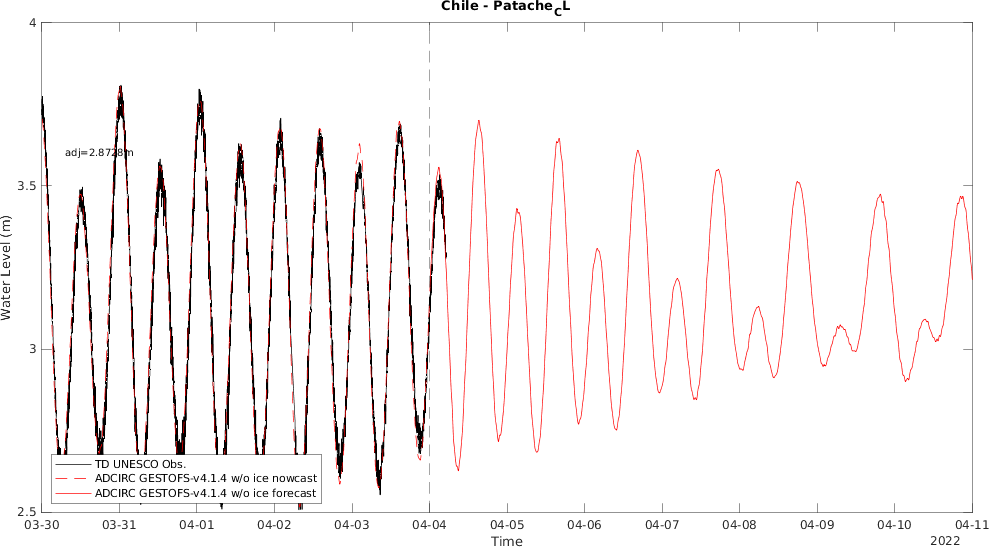 Chile - Patache_CL
4
3.5
3
2.5
Water Level (m)
adj=2.8728m
TD UNESCO Obs.
ADCIRC GESTOFS-v4.1.4 w/o ice nowcast
ADCIRC GESTOFS-v4.1.4 w/o ice forecast
03-30 03-31 04-01 04-02 04-03 04-04 04-05 04-06 04-07 04-08 04-09 04-10 04-11
Time
2022